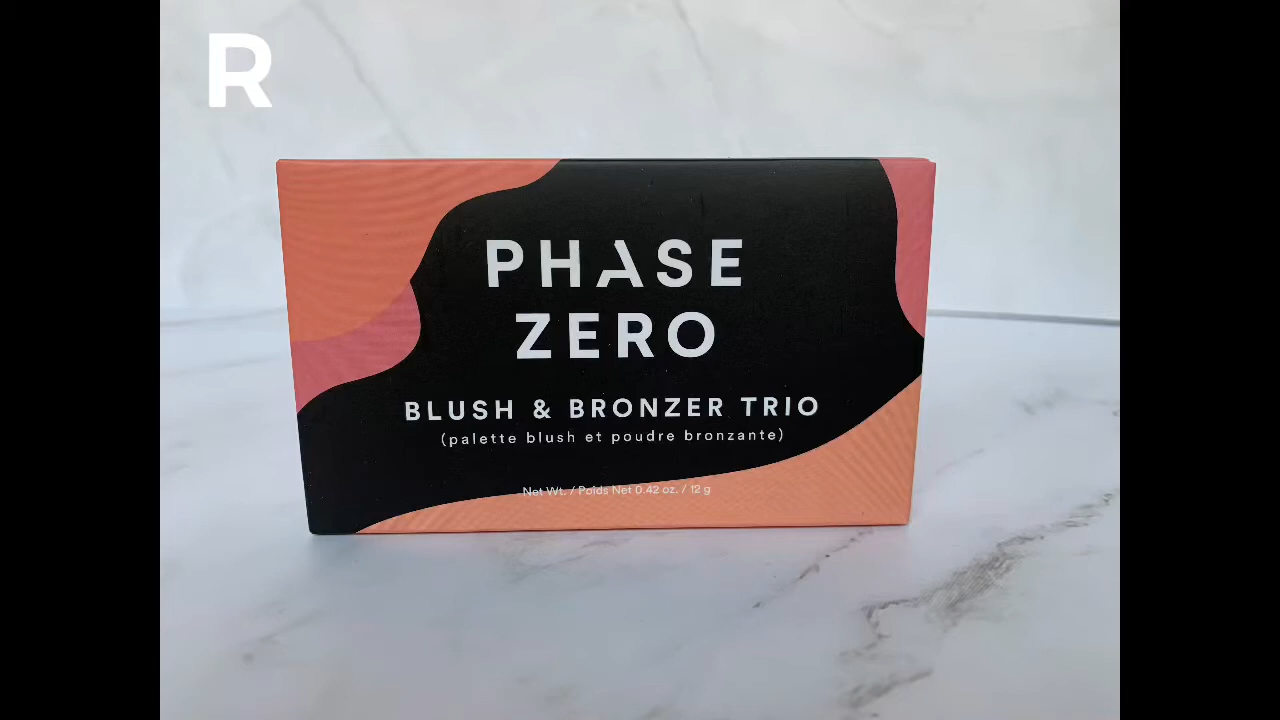 R
PHASE
ZERO
BLUSH & BRONZER TRIO
(palette blush et poudre bronzante)
Net Wt. / Poids Net 0.42 oz. / 12 g